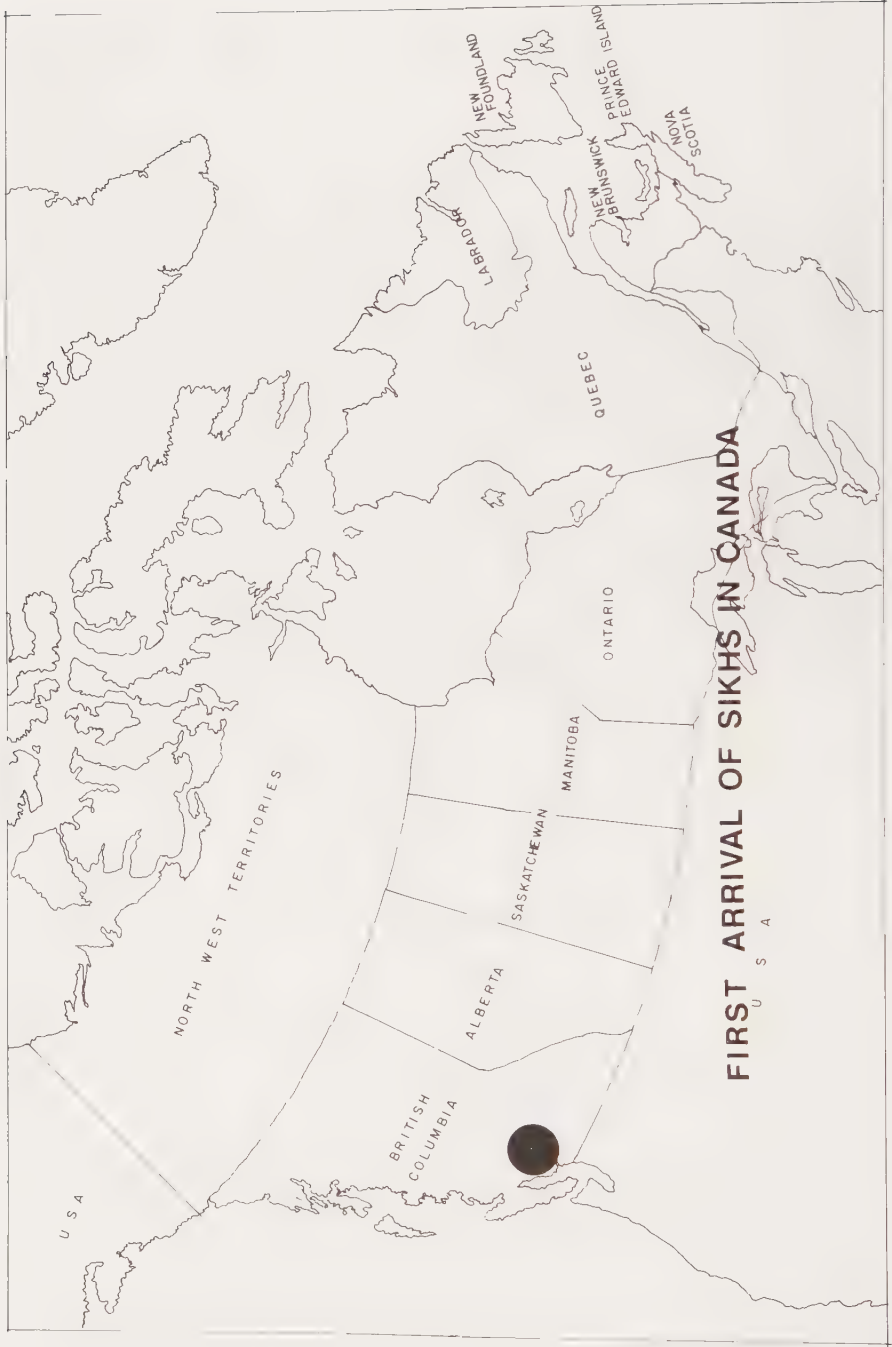 USA
NORTH WEST TERRITORIES
BRITISH
COLUMBIA
ALBERTA
SASKATCHEWAN
MANITOBA
ONTARIO
QUEBEC
LABRADOR
NEW
FOUNDLAND
NEW
BRUNSWICK
PRINCE
EDWARD ISLAND
NOVA
SCOTIA
FIRST ARRIVAL OF SIKHS IN CANADA
U S A